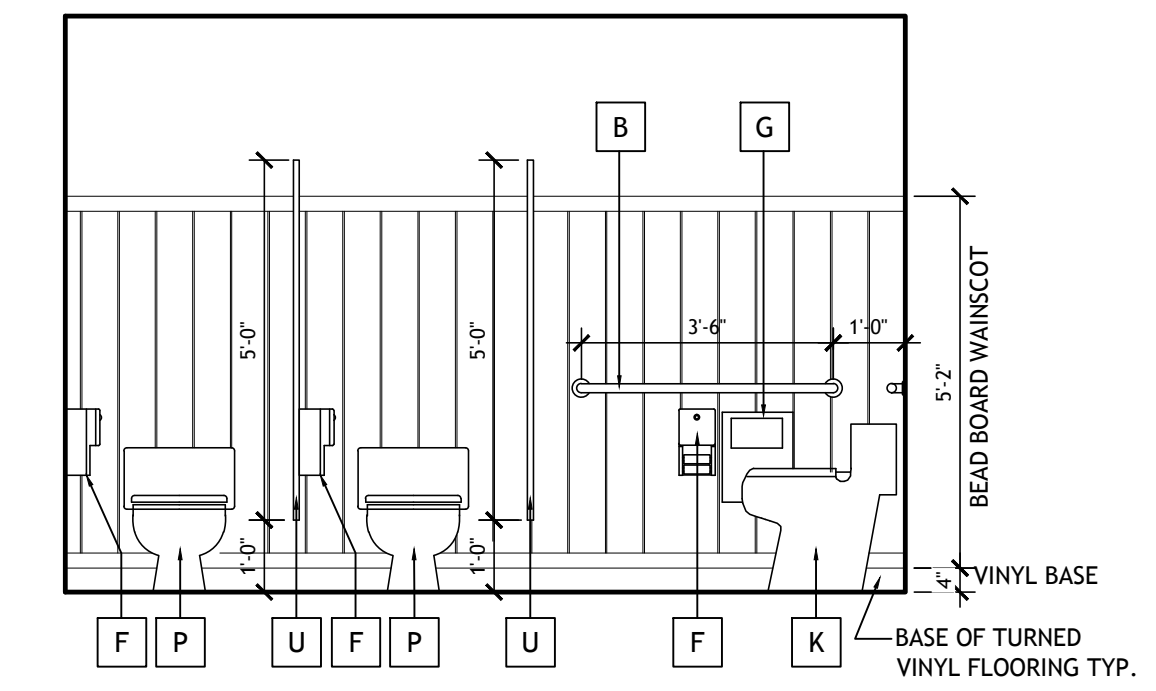 B
G
3'-6"
1'-0"
5'-0"
5'-0"
5'-2"
BEAD BOARD WAINSCOT
1'-0"
1'-0"
4"
VINYL BASE
F
P
U
F
P
U
F
K
BASE OF TURNED
VINYL FLOORING TYP.